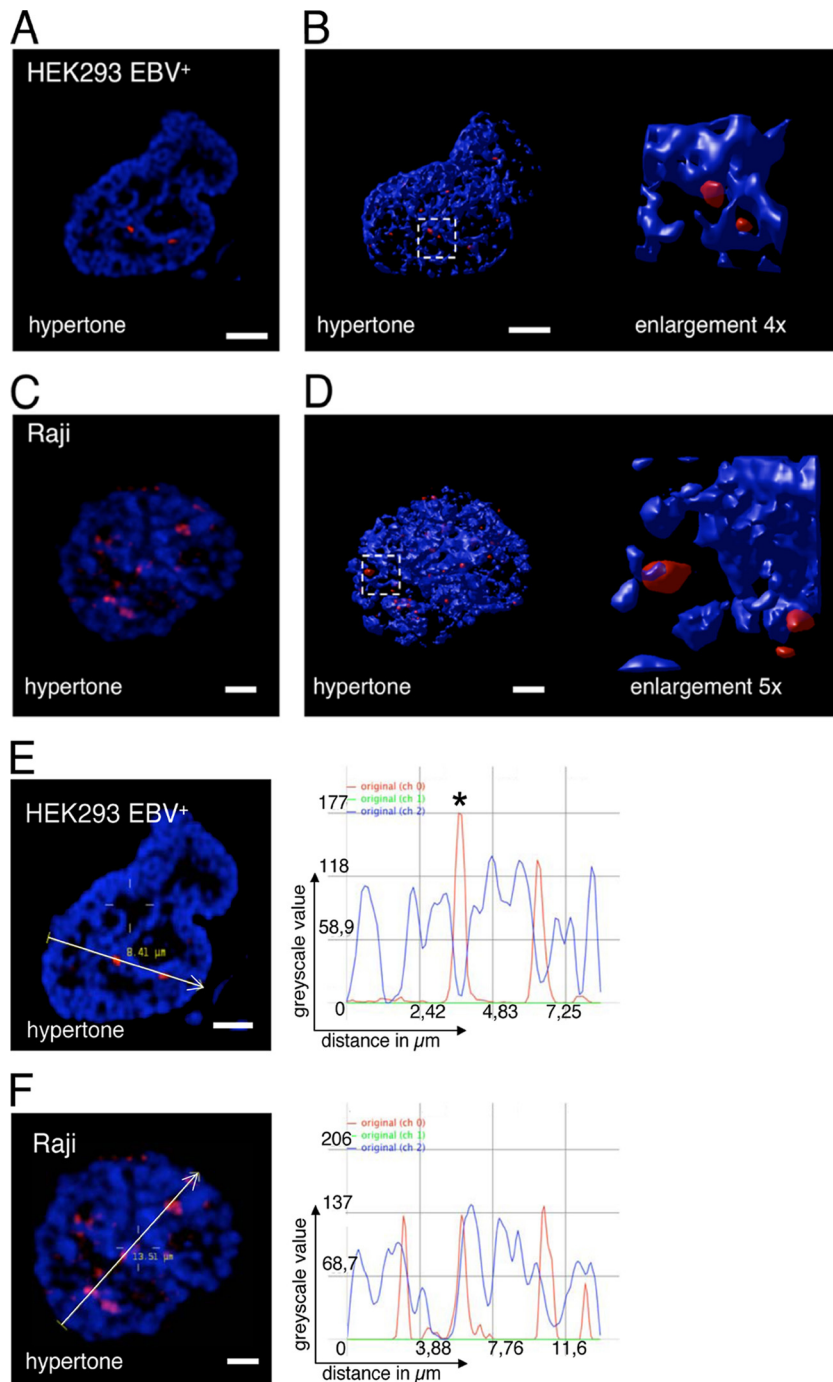 A
B
HEK293 EBV+
hypertone
hypertone
enlargement 4x
C
D
Raji
hypertone
hypertone
enlargement 5x
E
HEK293 EBV+
8.41 µm
hypertone
original (ch 0)
original (ch 1)
original (ch 2)
*
177
118
58,9
0
2,42
4,83
7,25
greyscale value
distance in µm
F
Raji
13.51 µm
hypertone
original (ch 0)
original (ch 1)
original (ch 2)
206
137
68,7
0
3,88
7,76
11,6
greyscale value
distance in µm